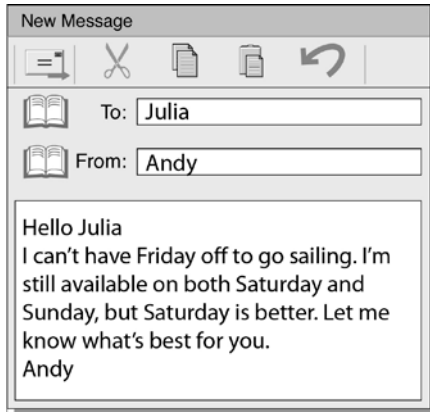 New Message
To: Julia
From: Andy
Hello Julia
I can't have Friday off to go sailing. I'm
still available on both Saturday and
Sunday, but Saturday is better. Let me
know what's best for you.
Andy